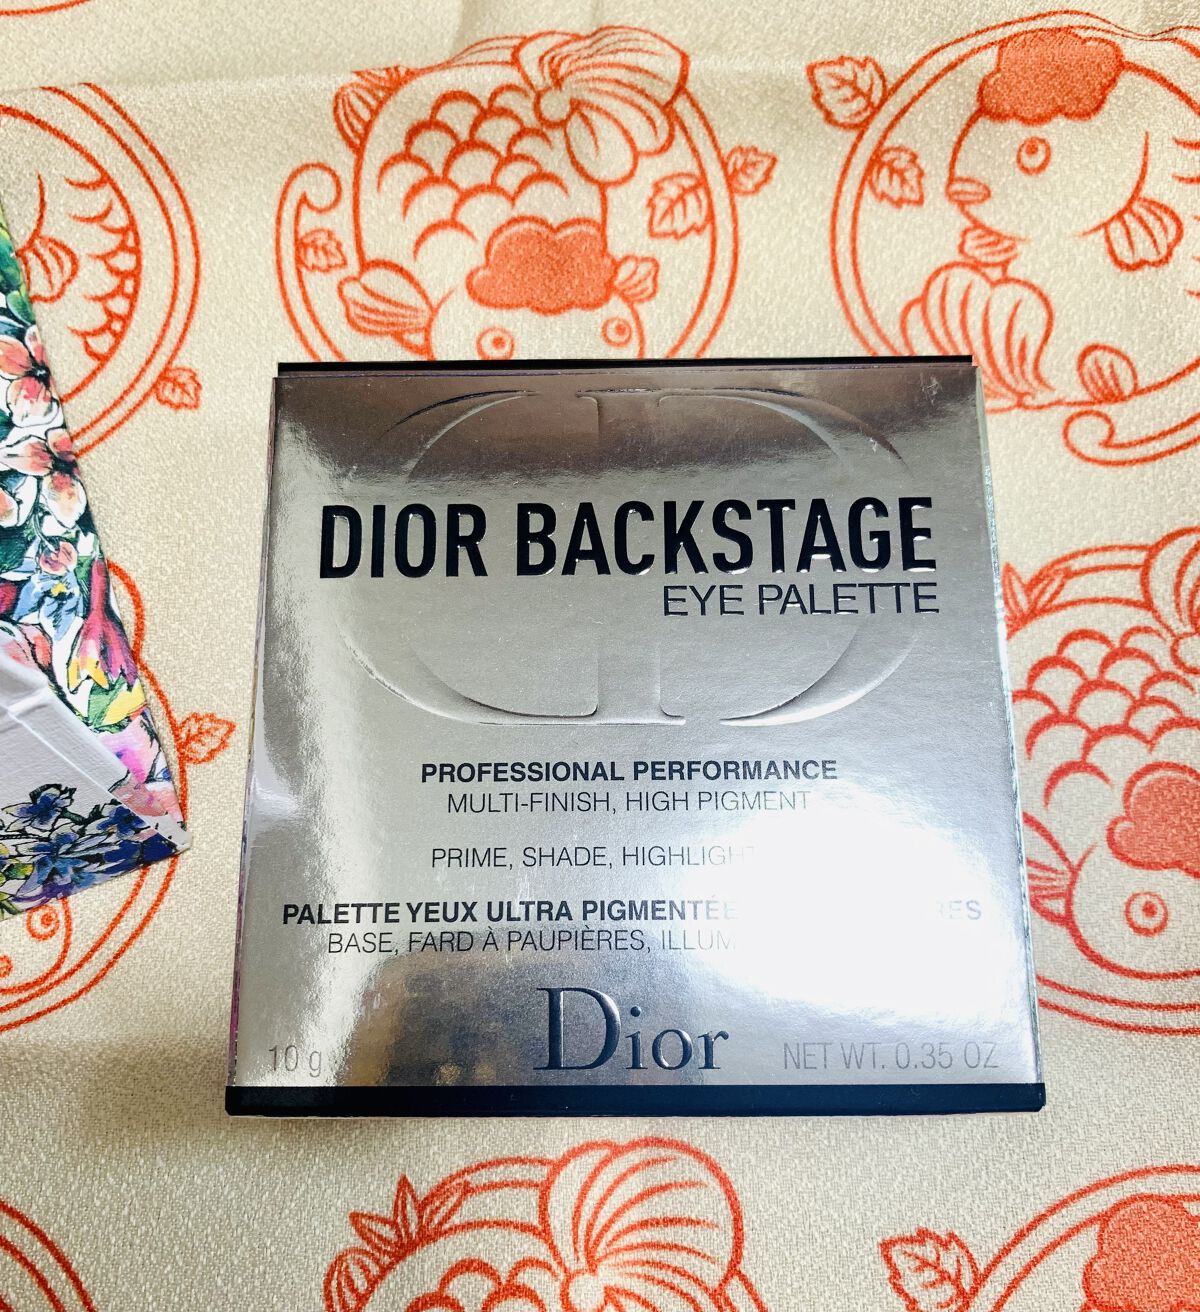 DIOR BACKSTAGE
EYE PALETTE
PROFESSIONAL PERFORMANCE
MULTI-FINISH, HIGH PIGMENT
PRIME, SHADE, HIGHLIGHT
PALETTE YEUX ULTRA PIGMENTÉE
BASE, FARD À PAUPIÈRES,
Dior
10 g
NET WT. 0.35 OZ